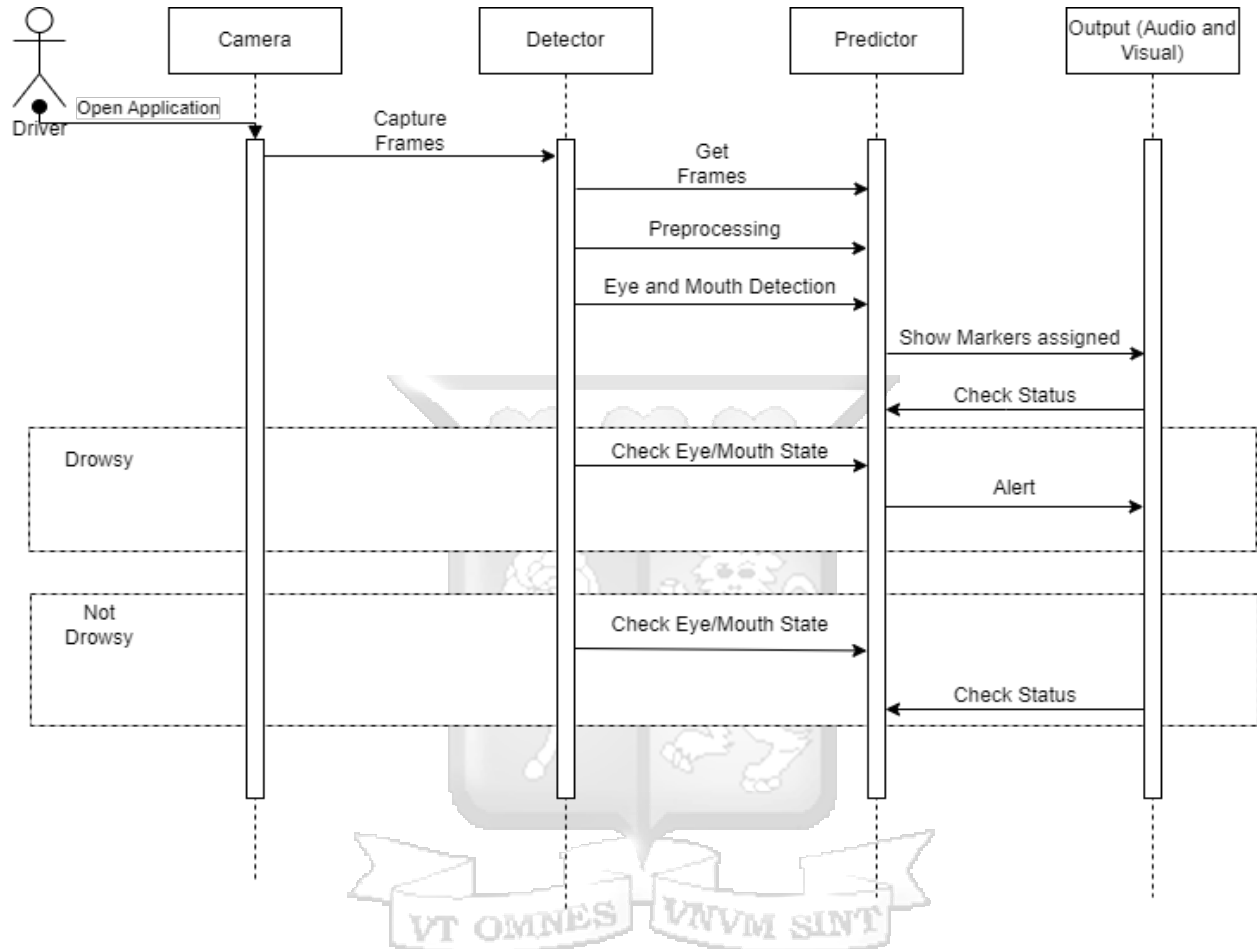 Camera
Detector
Predictor
Output (Audio and
Visual)
Open Application
Driver
Capture
Frames
Get
Frames
Preprocessing
Eye and Mouth Detection
Show Markers assigned
Check Status
Drowsy
Check Eye/Mouth State
Alert
Not
Drowsy
Check Eye/Mouth State
Check Status
VT OMNES VNVM SINT